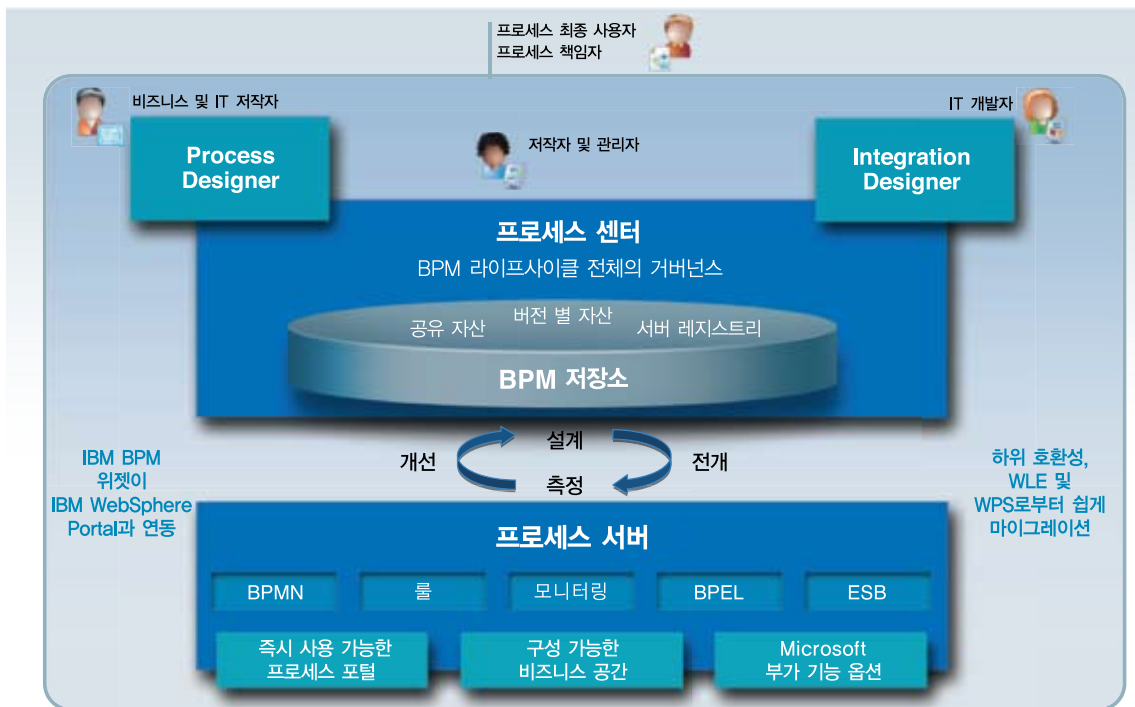 프로세스 최종 사용자
프로세스 책임자
비즈니스 및 IT 저작자
IT 개발자
저작자 및 관리자
Process
Designer
Integration
Designer
프로세스 센터
BPM 라이프사이클 전체의 거버넌스
공유 자산
버전 별 자산
서버 레지스트리
BPM 저장소
개선
설계
전개
측정
IBM BPM
위젯이
IBM WebSphere
Portal과 연동
하위 호환성,
WLE 및
WPS로부터 쉽게
마이그레이션
프로세스 서버
BPMN
룰
모니터링
BPEL
ESB
즉시 사용 가능한
프로세스 포털
구성 가능한
비즈니스 공간
Microsoft
부가 기능 옵션